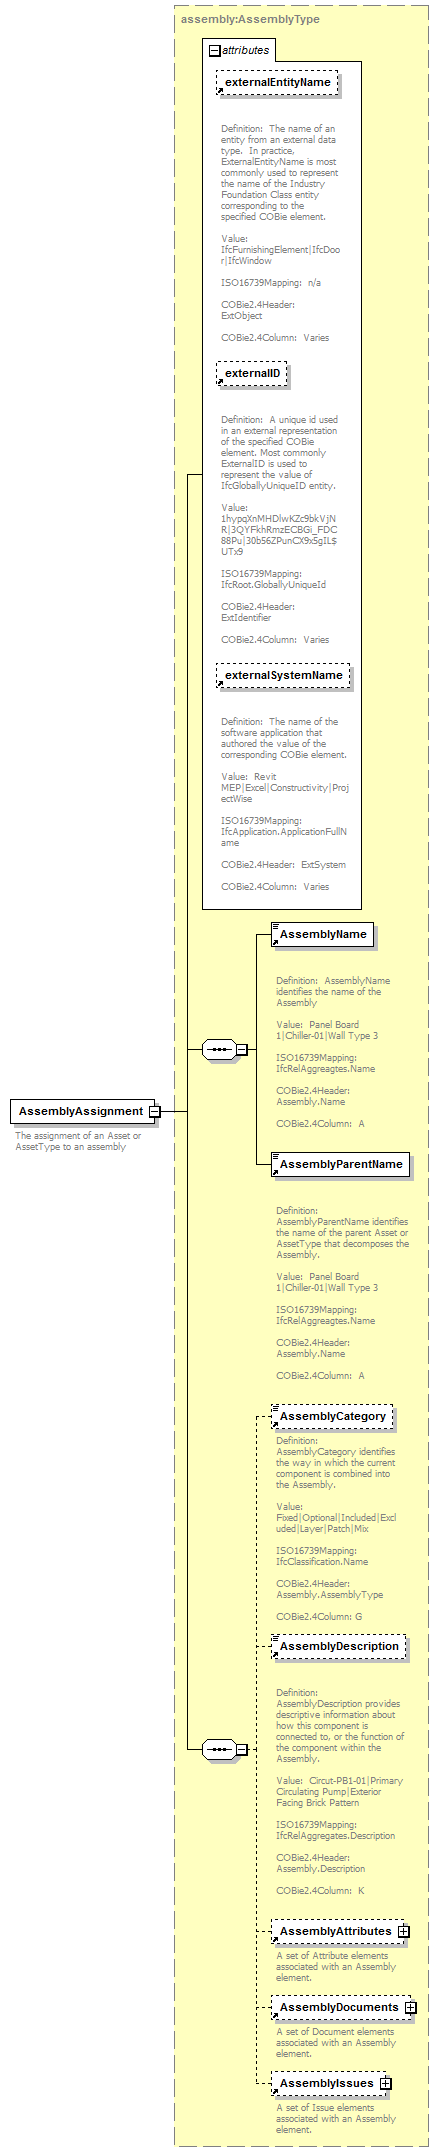 assembly:AssemblyType
attributes
externalEntityName
Definition:  The name of an
entity from an external data
type.  In practice,
ExternalEntityName is most
commonly used to represent
the name of the Industry
Foundation Class entity
corresponding to the
specified COBie element.
Value:
IfcFurnishingElement|IfcDoo
r|IfcWindow
ISO16739Mapping:  n/a
COBie2.4Header:
ExtObject
COBie2.4Column:  Varies
externalID
Definition:  A unique id used
in an external representation
of the specified COBie
element. Most commonly
ExternalID is used to
represent the value of
IfcGloballyUniqueID entity.
Value:
1hypqXnMHDlwKZc9bkVjN
R|3QYFkhRmzECBGi_FDC
88Pu|30b56ZPunCX9x5gIL$
UTx9
ISO16739Mapping:
IfcRoot.GloballyUniqueId
COBie2.4Header:
ExtIdentifier
COBie2.4Column:  Varies
externalSystemName
Definition:  The name of the
software application that
authored the value of the
corresponding COBie element.
Value:  Revit
MEP|Excel|Constructivity|Proj
ectWise
ISO16739Mapping:
IfcApplication.ApplicationFullN
ame
COBie2.4Header:  ExtSystem
COBie2.4Column:  Varies
AssemblyName
Definition:  AssemblyName
identifies the name of the
Assembly
Value:  Panel Board
1|Chiller-01|Wall Type 3
ISO16739Mapping:
IfcRelAggreagtes.Name
COBie2.4Header:
Assembly.Name
COBie2.4Column:  A
AssemblyAssignment
The assignment of an Asset or
AssetType to an assembly
AssemblyParentName
Definition:
AssemblyParentName identifies
the name of the parent Asset or
AssetType that decomposes the
Assembly.
Value:  Panel Board
1|Chiller-01|Wall Type 3
ISO16739Mapping:
IfcRelAggreagtes.Name
COBie2.4Header:
Assembly.Name
COBie2.4Column:  A
AssemblyCategory
Definition:
AssemblyCategory identifies
the way in which the current
component is combined into
the Assembly.
Value:
Fixed|Optional|Included|Excl
uded|Layer|Patch|Mix
ISO16739Mapping:
IfcClassification.Name
COBie2.4Header:
Assembly.AssemblyType
COBie2.4Column: G
AssemblyDescription
Definition:
AssemblyDescription provides
descriptive information about
how this component is
connected to, or the function of
the component within the
Assembly.
Value:  Circut-PB1-01|Primary
Circulating Pump|Exterior
Facing Brick Pattern
ISO16739Mapping:
IfcRelAggregates.Description
COBie2.4Header:
Assembly.Description
COBie2.4Column:  K
AssemblyAttributes
A set of Attribute elements
associated with an Assembly
element.
AssemblyDocuments
A set of Document elements
associated with an Assembly
element.
AssemblyIssues
A set of Issue elements
associated with an Assembly
element.